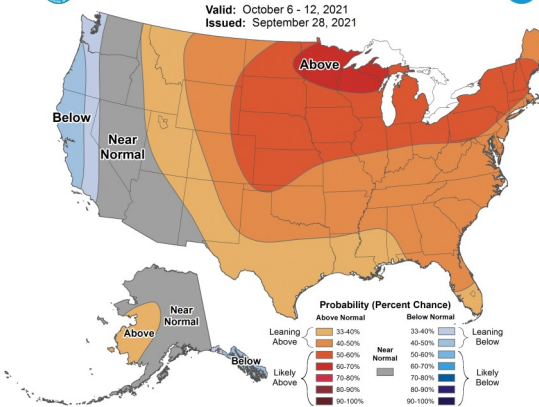 Valid: October 6 - 12, 2021
Issued: September 28, 2021
Above
Below
Near
Normal
Above
Near
Normal
Below
Probability (Percent Chance)
Above Normal
Below Normal
Leaning
Above
33-40%
40-50%
Likely
Above
50-60%
60-70%
70-80%
80-90%
90-100%
Near
Normal
33-40%
40-50%
Leaning
Below
50-60%
60-70%
70-80%
80-90%
90-100%
Likely
Below